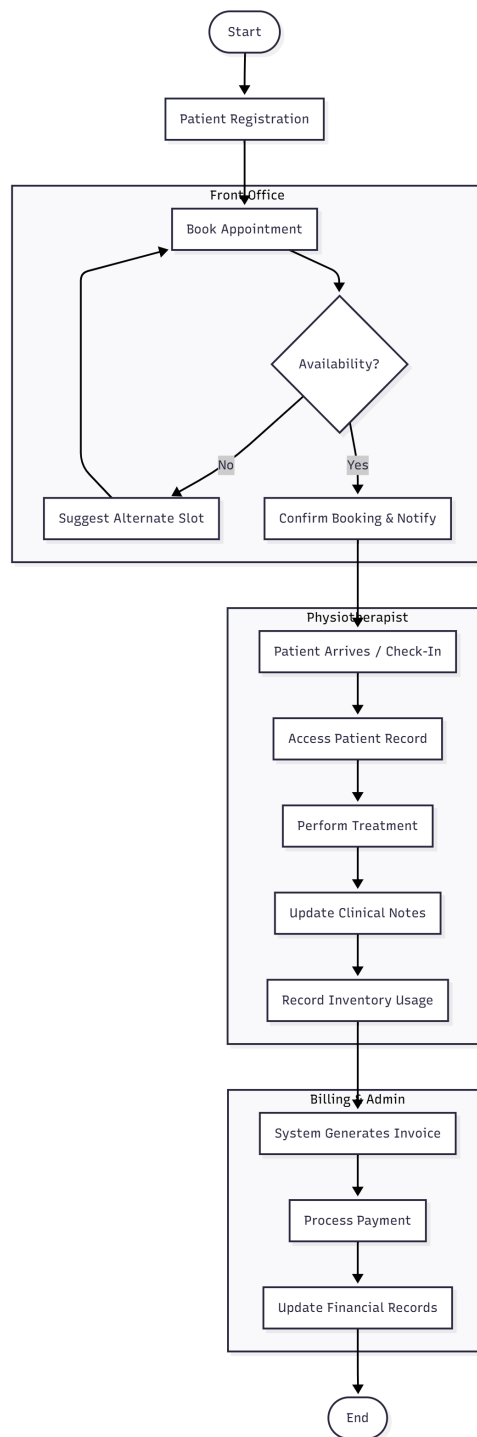 Start
Patient Registration
Front Office
Book Appointment
Availability?
No
Yes
Suggest Alternate Slot
Confirm Booking & Notify
Physiotherapist
Patient Arrives / Check-In
Access Patient Record
Perform Treatment
Update Clinical Notes
Record Inventory Usage
Billing & Admin
System Generates Invoice
Process Payment
Update Financial Records
End